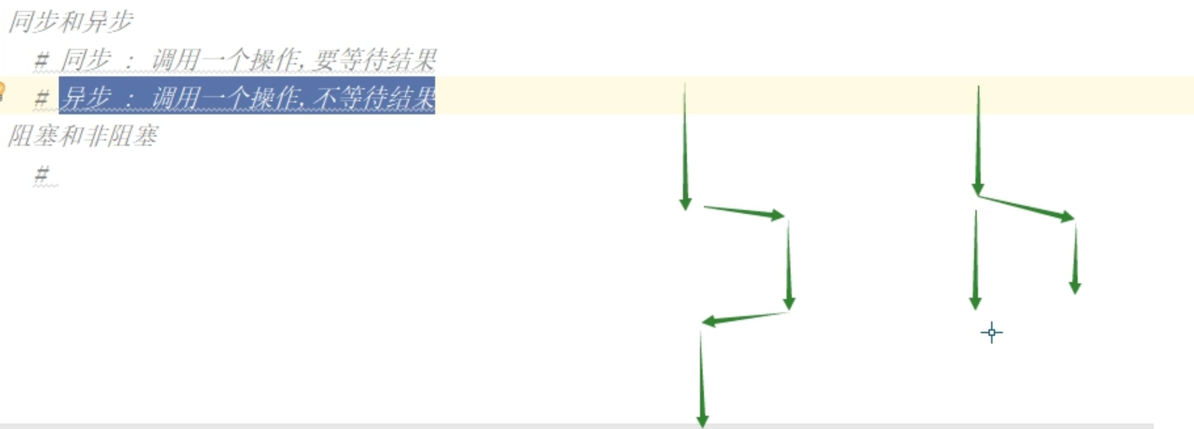 同步和异步
# 同步 : 调用一个操作,要等待结果
# 异步 : 调用一个操作,不等待结果
阻塞和非阻塞
#